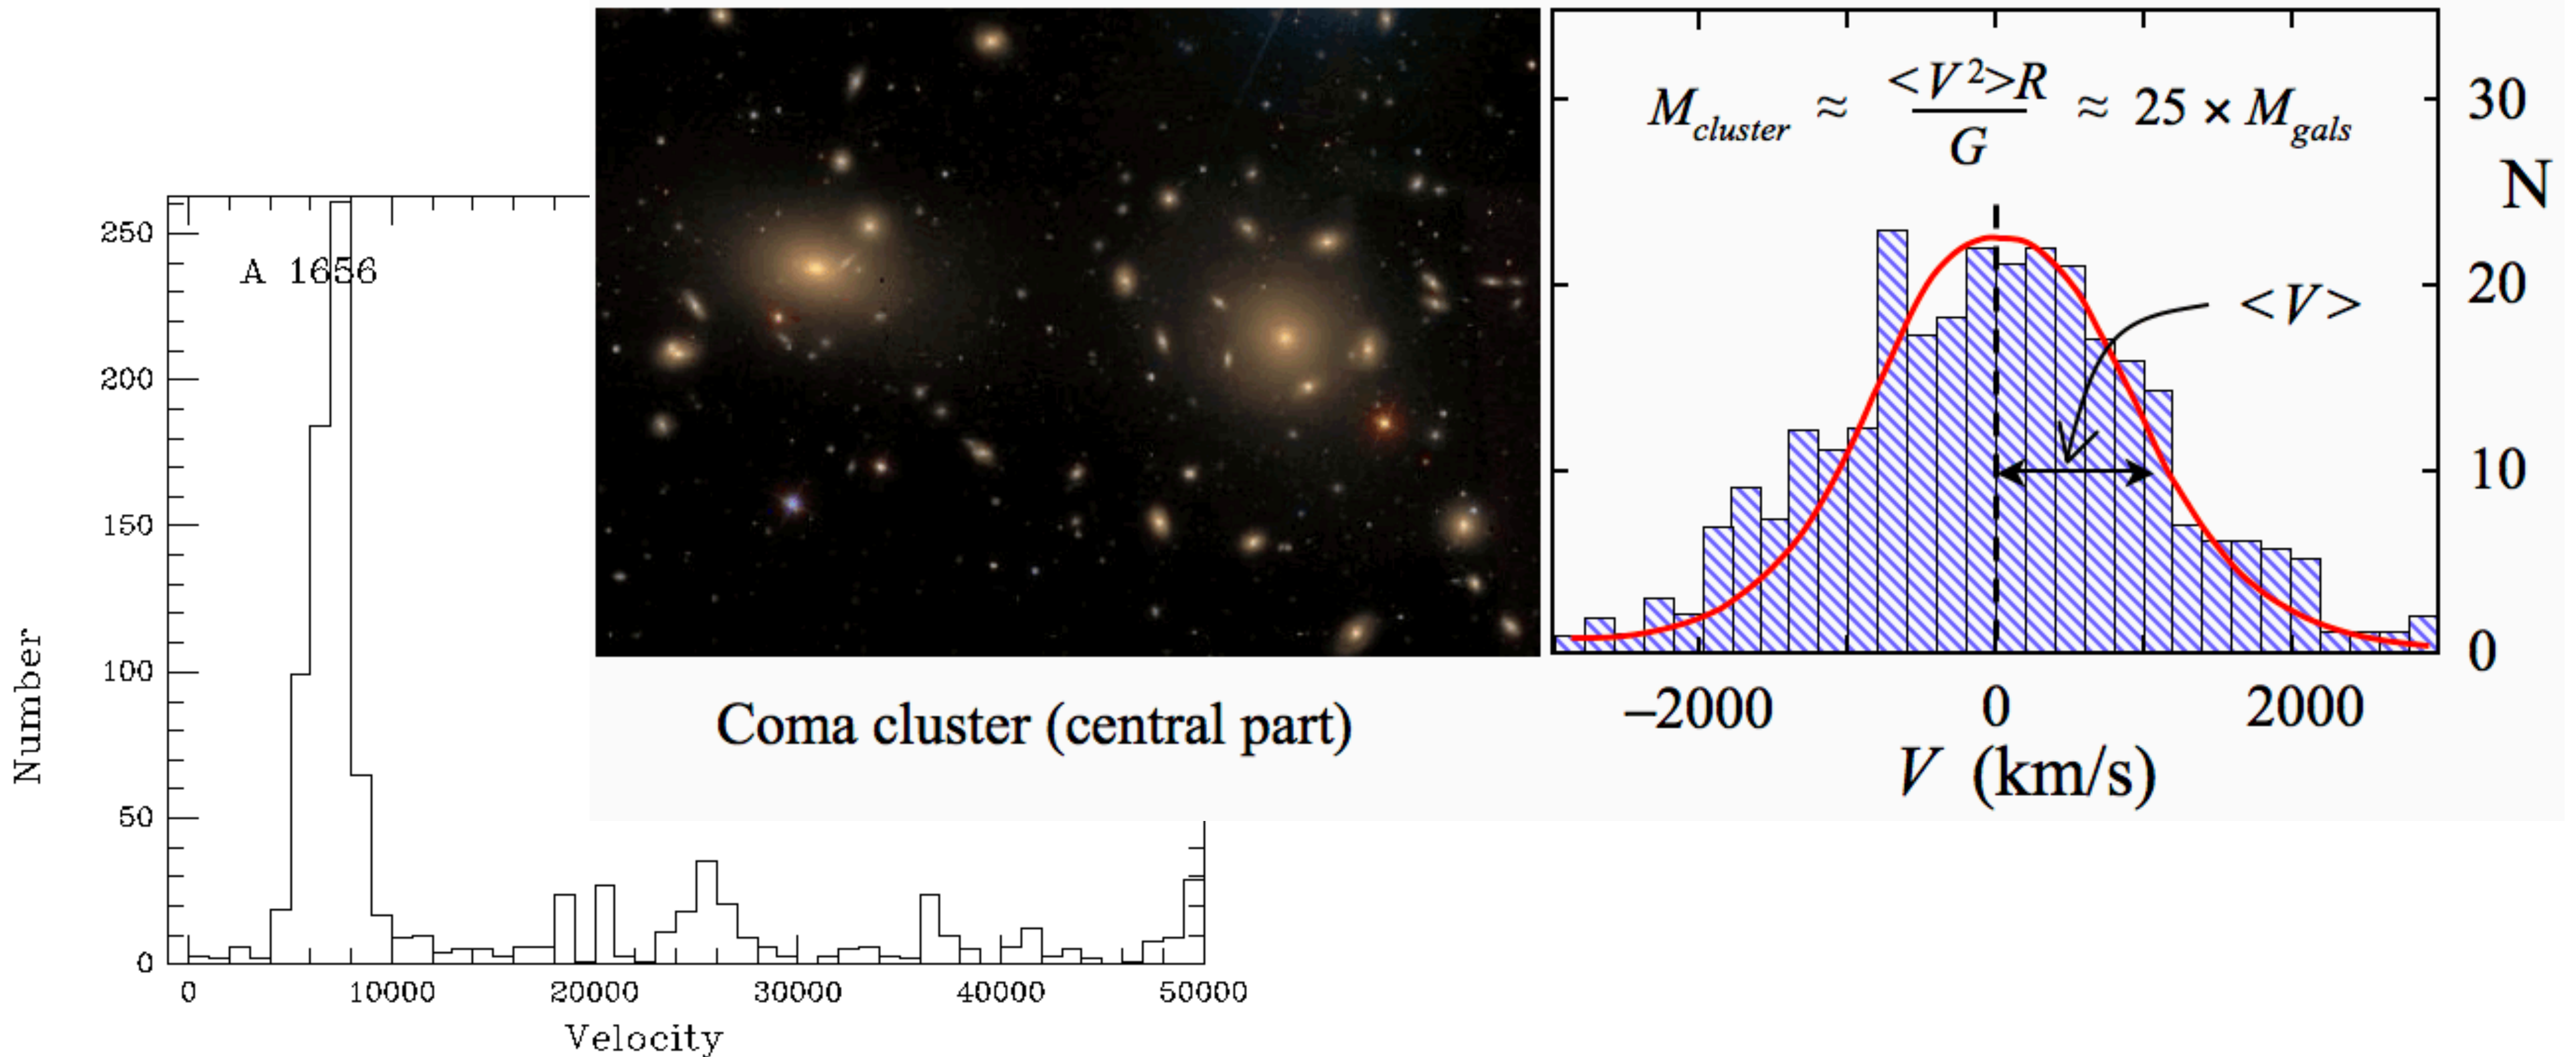 250
A 1656
200
150
100
50
0
Number
0 10000 20000 30000 40000 50000
Velocity
Coma cluster (central part)
M_cluster ≈ <V²>R / G ≈ 25 × M_gals
<V>
30
N
20
10
0
–2000 0 2000
V (km/s)